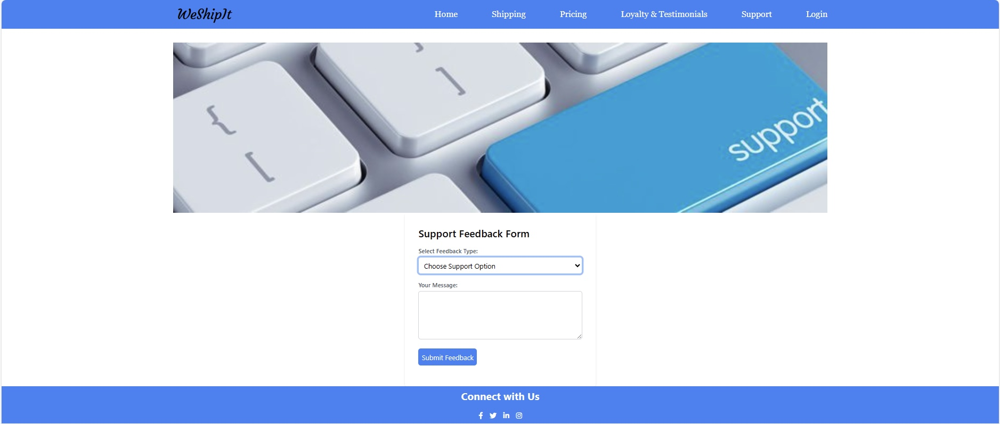 WeShipIt Home Shipping Pricing Loyalty & Testimonials Support Login
}
]
{
[
support
Support Feedback Form
Select Feedback Type:
Choose Support Option
Your Message:
Submit Feedback
Connect with Us